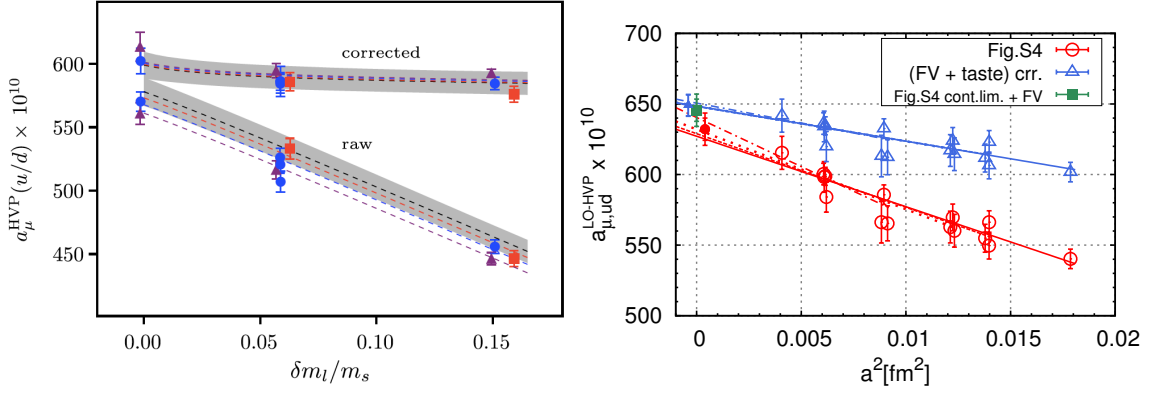 a_μ^HVP (u/d) × 10^10
600
550
500
450
corrected
raw
0.00 0.05 0.10 0.15
δm_l/m_s
a_μ,ud^LO-HVP x 10^10
700
650
600
550
500
Fig.S4
(FV + taste) crr.
Fig.S4 cont.lim. + FV
0 0.005 0.01 0.015 0.02
a^2[fm^2]